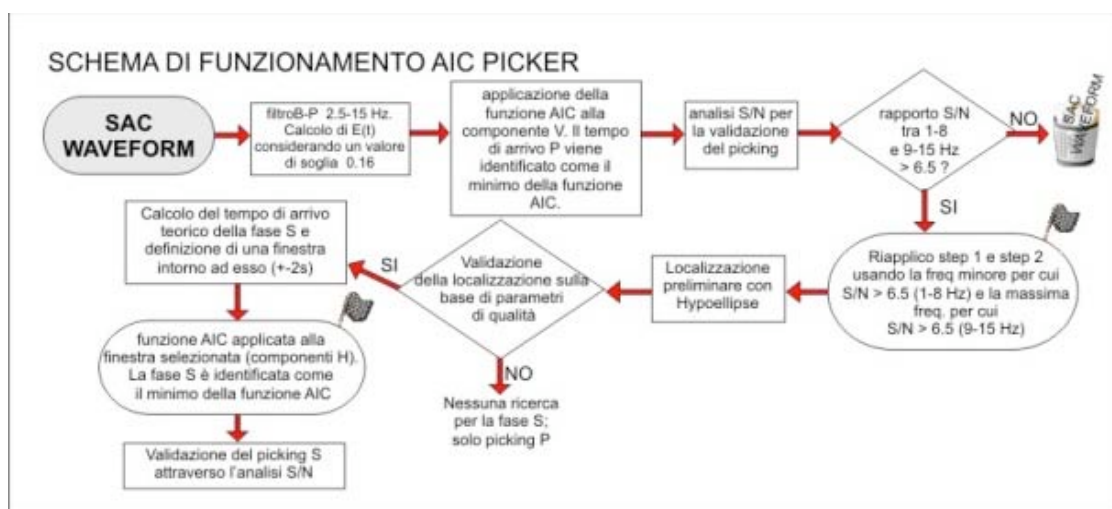 SCHEMA DI FUNZIONAMENTO AIC PICKER
SAC
WAVEFORM
filtroB-P 2.5-15 Hz.
Calcolo di E(t)
considerando un valore
di soglia 0.16
applicazione della
funzione AIC alla
componente V. Il tempo
di arrivo P viene
identificato come il
minimo della funzione
AIC.
analisi S/N per
la validazione
del picking
rapporto S/N
tra 1-8
e 9-15 Hz
> 6.5 ?
NO
SAC
WAVEFORM
SI
Riapplico step 1 e step 2
usando la freq minore per cui
S/N > 6.5 (1-8 Hz) e la massima
freq. per cui
S/N > 6.5 (9-15 Hz)
Localizzazione
preliminare con
Hypoellipse
Validazione
della localizzazione sulla
base di parametri
di qualità
SI
NO
Nessuna ricerca
per la fase S;
solo picking P
Calcolo del tempo di arrivo
teorico della fase S e
definizione di una finestra
intorno ad esso (+-2s)
funzione AIC applicata alla
finestra selezionata (componenti H).
La fase S è identificata come
il minimo della funzione AIC
Validazione del picking S
attraverso l'analisi S/N